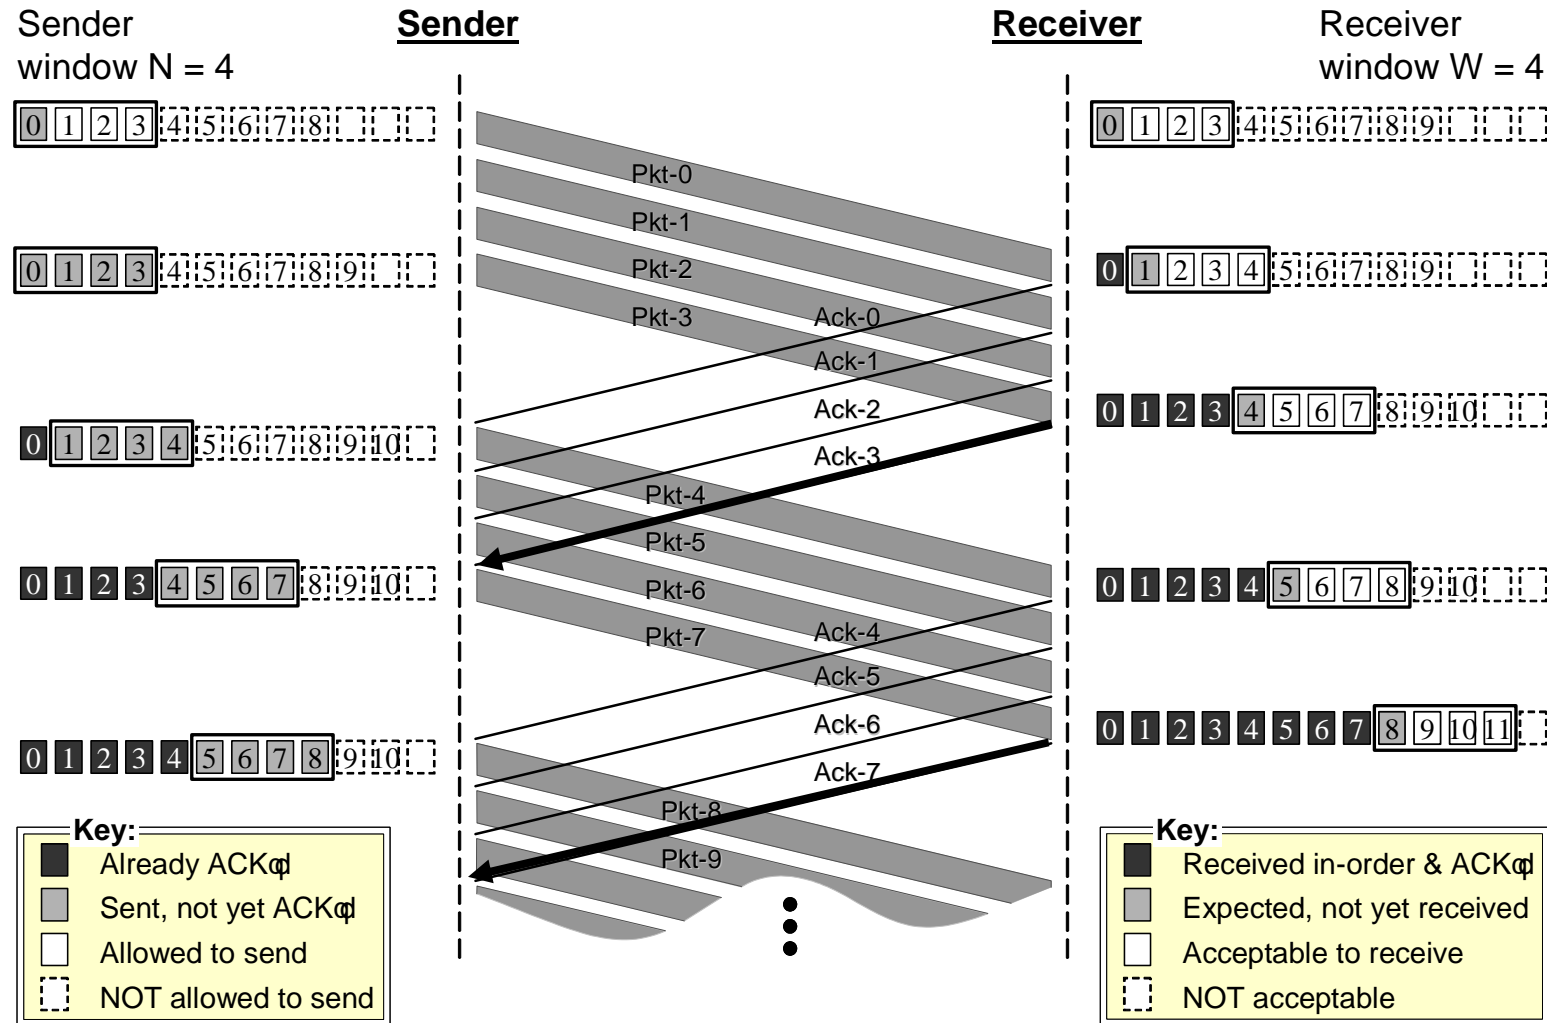 Sender
window N = 4
Sender
Receiver
Receiver
window W = 4
0 1 2 3 4 5 6 7 8
0 1 2 3 4 5 6 7 8 9
Pkt-0
Pkt-1
Pkt-2
Pkt-3
Ack-0
Ack-1
Ack-2
Ack-3
0 1 2 3 4 5 6 7 8 9
0 1 2 3 4 5 6 7 8 9
0 1 2 3 4 5 6 7 8 9 10
0 1 2 3 4 5 6 7 8 9 10
Pkt-4
Pkt-5
Pkt-6
Pkt-7
Ack-4
Ack-5
Ack-6
Ack-7
0 1 2 3 4 5 6 7 8 9 10
0 1 2 3 4 5 6 7 8 9 10
0 1 2 3 4 5 6 7 8 9 10
0 1 2 3 4 5 6 7 8 9 10 11
Pkt-8
Pkt-9
Key:
Already ACKqd
Sent, not yet ACKqd
Allowed to send
NOT allowed to send
Key:
Received in-order & ACKqd
Expected, not yet received
Acceptable to receive
NOT acceptable